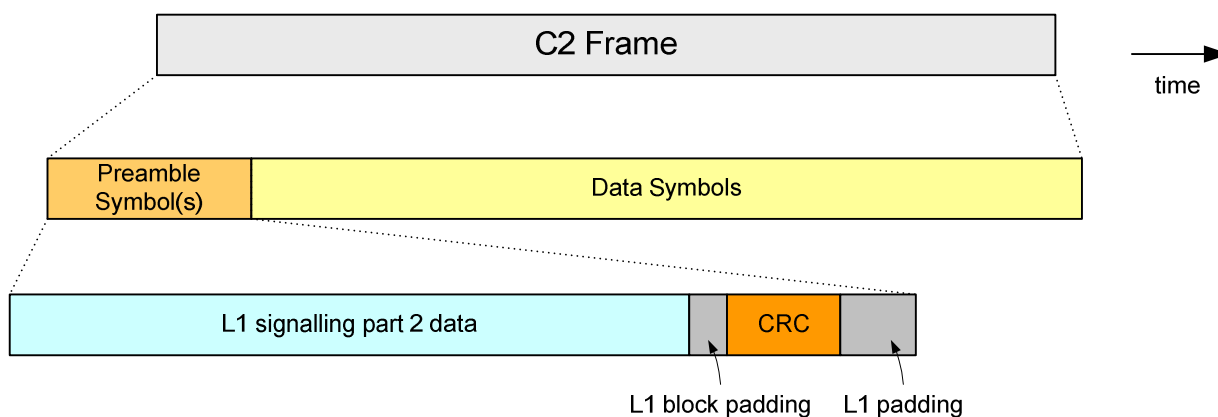 C2 Frame
time
Preamble
Symbol(s)
Data Symbols
L1 signalling part 2 data
CRC
L1 block padding
L1 padding